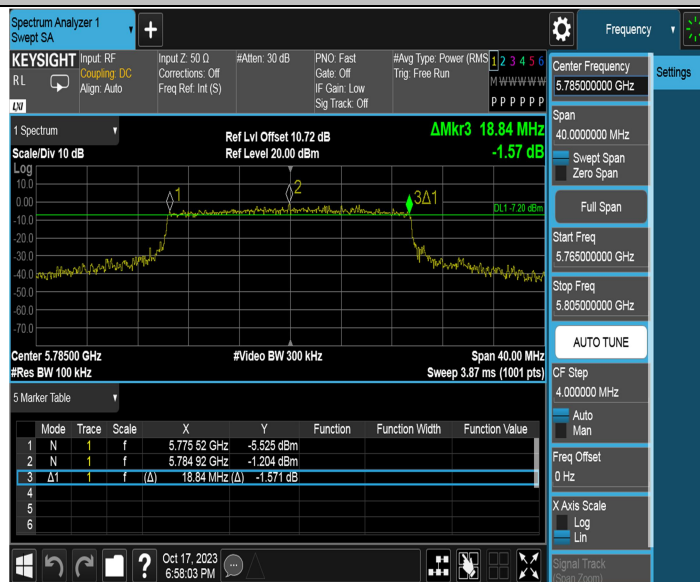 Spectrum Analyzer 1
Swept SA
+
Frequency
KEYSIGHT
RL
LXI
Input: RF
Coupling: DC
Align: Auto
Input Z: 50 Ω
Corrections: Off
Freq Ref: Int (S)
#Atten: 30 dB
PNO: Fast
Gate: Off
IF Gain: Low
Sig Track: Off
#Avg Type: Power (RMS
Trig: Free Run
1 2 3 4 5 6
M W W W W W
P P P P P P
1 Spectrum
Scale/Div 10 dB
Ref Lvl Offset 10.72 dB
Ref Level 20.00 dBm
ΔMkr3 18.84 MHz
-1.57 dB
Log
10.0
0.00
-10.0
-20.0
-30.0
-40.0
-50.0
-60.0
-70.0
1
2
3Δ1
DL1 -7.20 dBm
Center 5.78500 GHz
#Video BW 300 kHz
Span 40.00 MHz
#Res BW 100 kHz
Sweep 3.87 ms (1001 pts)
5 Marker Table
Mode Trace Scale X Y Function Function Width Function Value
1 N 1 f 5.775 52 GHz -5.525 dBm
2 N 1 f 5.784 92 GHz -1.204 dBm
3 Δ1 1 f (Δ) 18.84 MHz (Δ) -1.571 dB
4
5
6
?
Oct 17, 2023
6:58:03 PM
Center Frequency
5.785000000 GHz
Settings
Span
40.0000000 MHz
Swept Span
Zero Span
Full Span
Start Freq
5.765000000 GHz
Stop Freq
5.805000000 GHz
AUTO TUNE
CF Step
4.000000 MHz
Auto
Man
Freq Offset
0 Hz
X Axis Scale
Log
Lin
Signal Track
(Span Zoom)